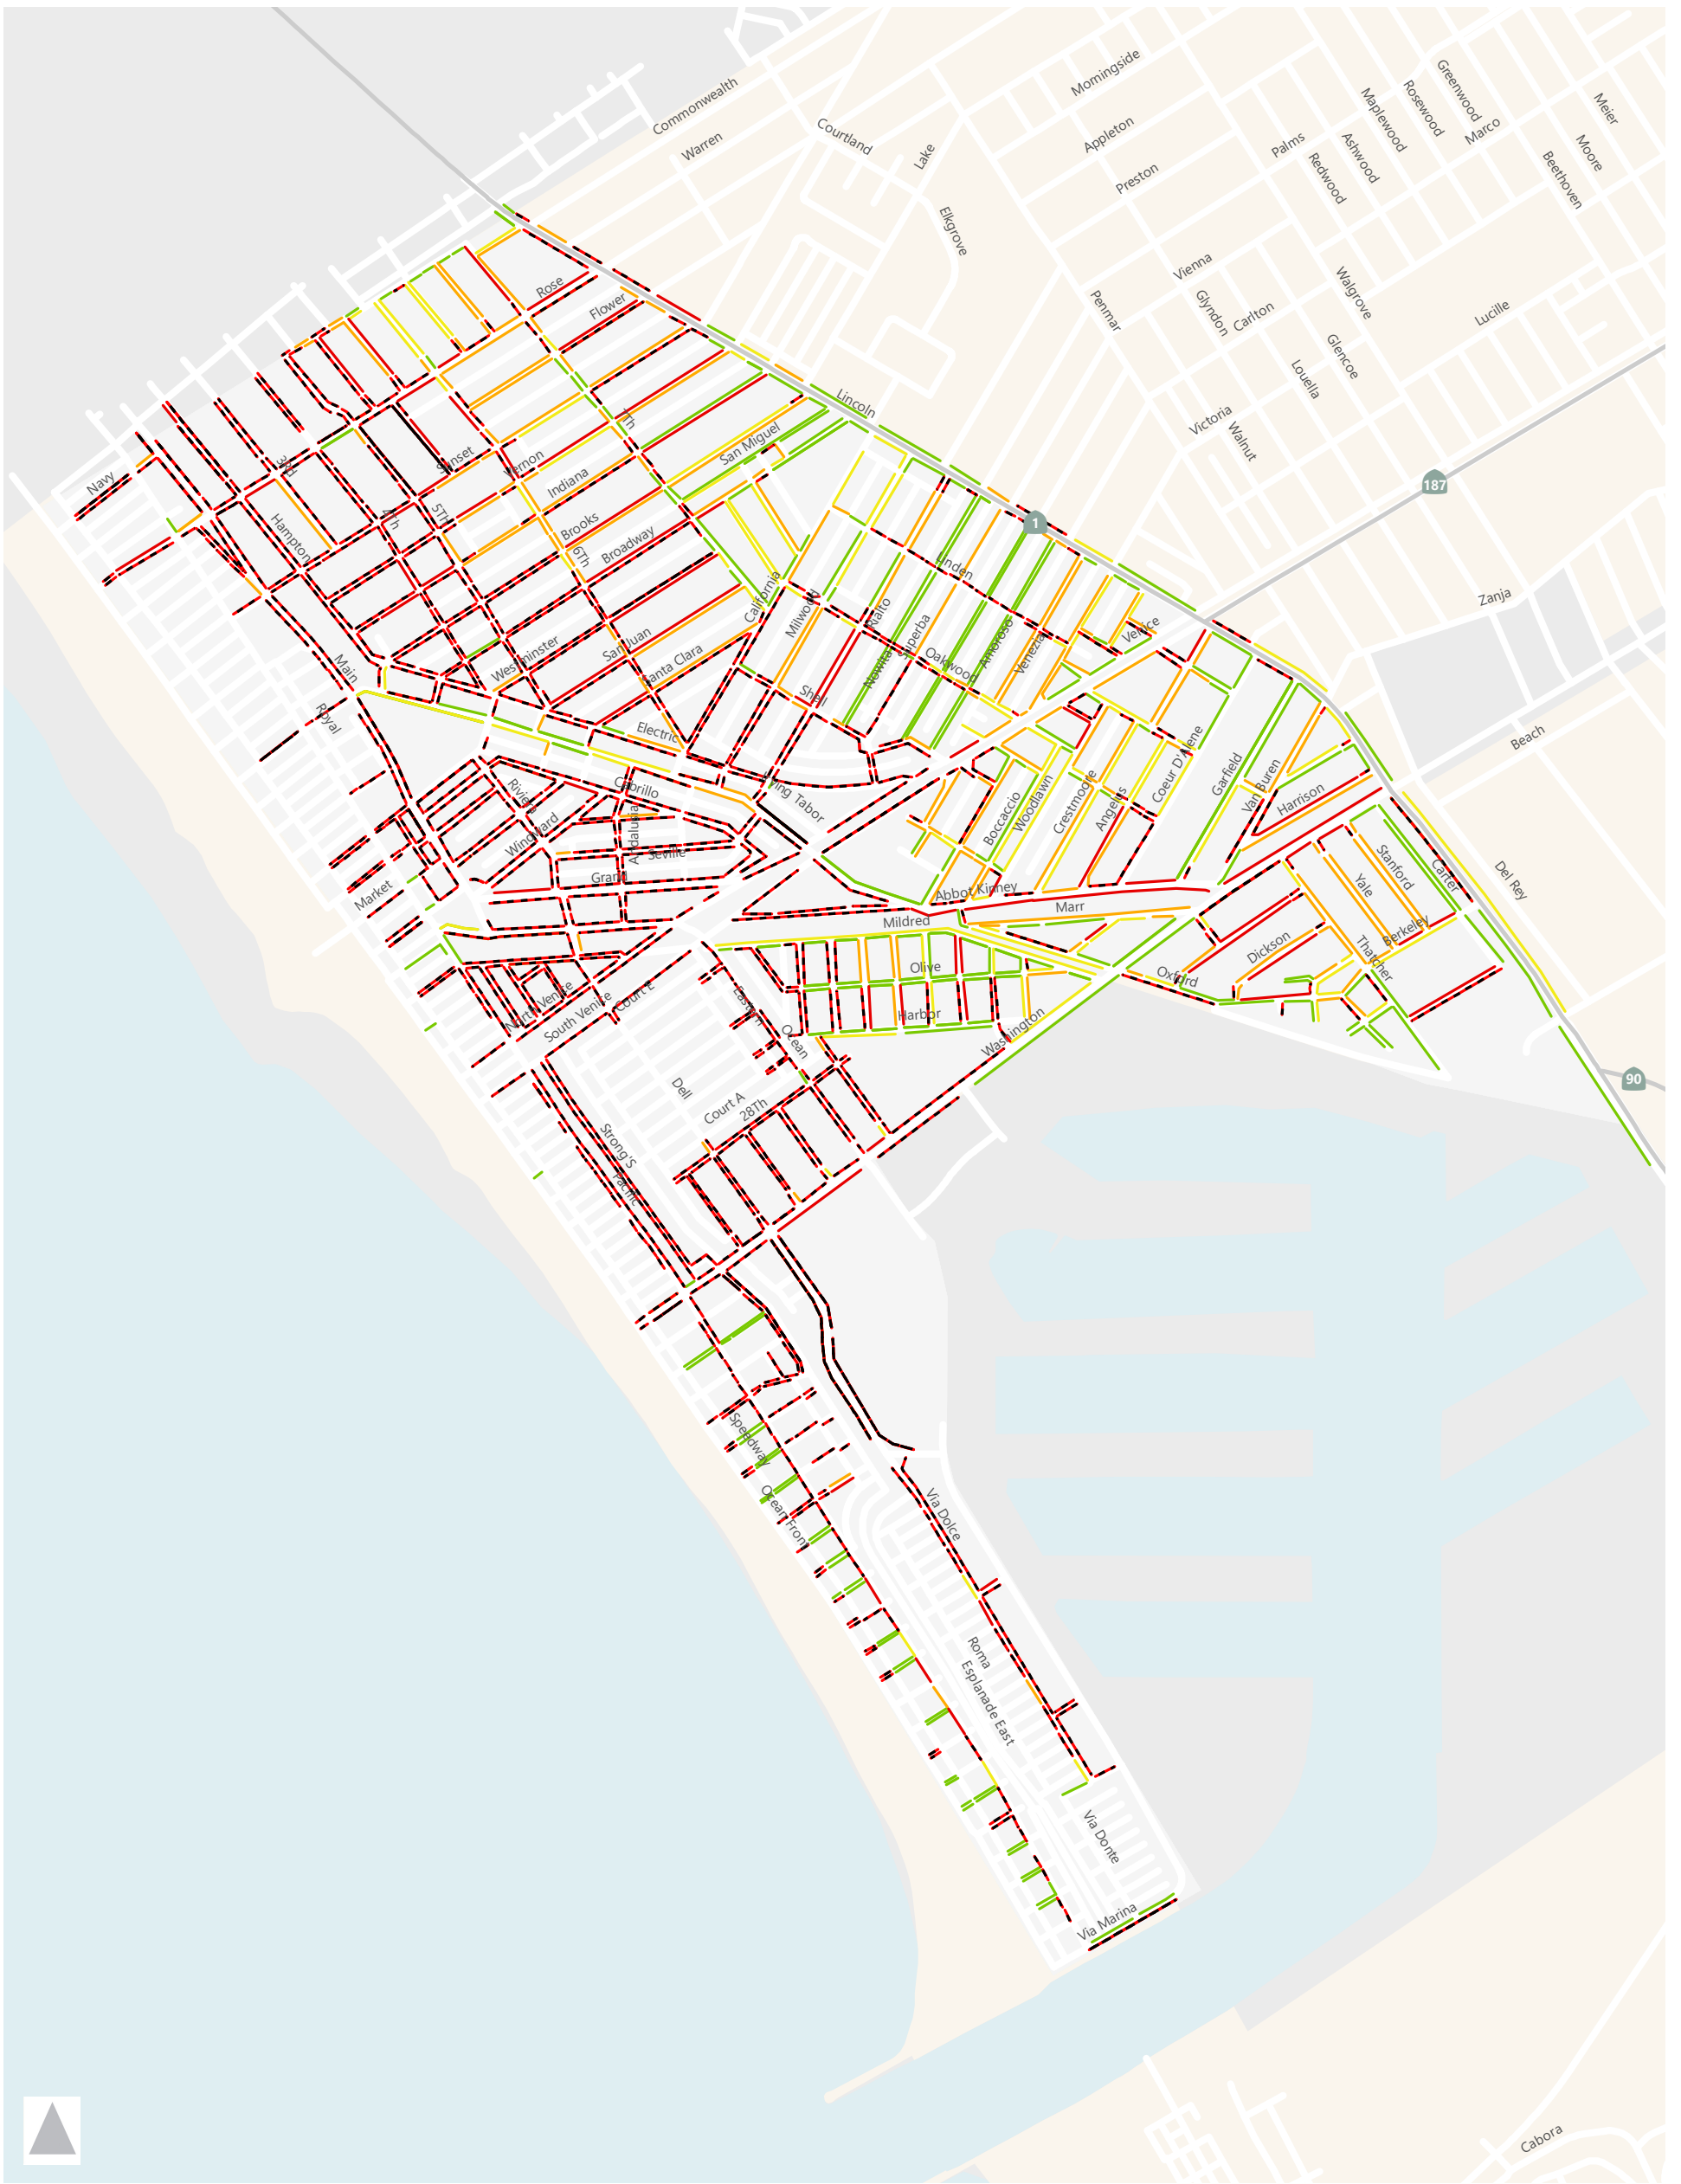 Morningside
Greenwood
Rosewood
Maplewood
Meier
Commonwealth
Courtland
Appleton
Marco
Moore
Warren
Lake
Palms
Ashwood
Redwood
Beethoven
Preston
Elkgrove
Vienna
Walgrove
Rose
Flower
Penmar
Glyndon
Carlton
Lucille
Glencoe
Louella
Lincoln
Victoria
Walnut
7Th
San Miguel
187
Navy
3Rd
Sunset
Vernon
Indiana
Hampton
4Th
5TH
Brooks
Broadway
6Th
1
Linden
California
Milwood
Rialto
Superba
Zanja
Main
Westminster
San Juan
Santa Clara
Nowita
Oakwood
Amoroso
Venezia
Venice
Shell
Royal
Electric
Beach
Riviera
Cabrillo
King Tabor
Boccaccio
Woodlawn
Crestmoore
Angelus
Coeur D'Alene
Garfield
Van Buren
Harrison
Windward
Andalusia
Seville
Grand
Market
Abbot Kinney
Marr
Mildred
Stanford
Yale
Carter
Del Rey
Dickson
Berkeley
Thatcher
Olive
Oxford
North Venice
South Venice
Court E
Eastern
Ocean
Harbor
Washington
90
Dell
Court A
28Th
Strong'S
Pacific
Speedway
Ocean Front
Via Dolce
Roma
Esplanade East
Via Donte
Via Marina
Cabora